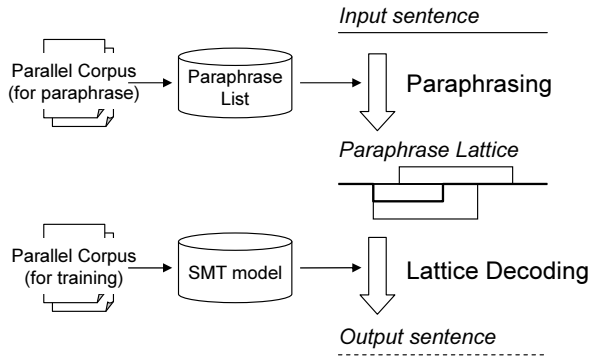 Input sentence
Parallel Corpus
(for paraphrase)
Paraphrase
List
Paraphrasing
Paraphrase Lattice
Parallel Corpus
(for training)
SMT model
Lattice Decoding
Output sentence